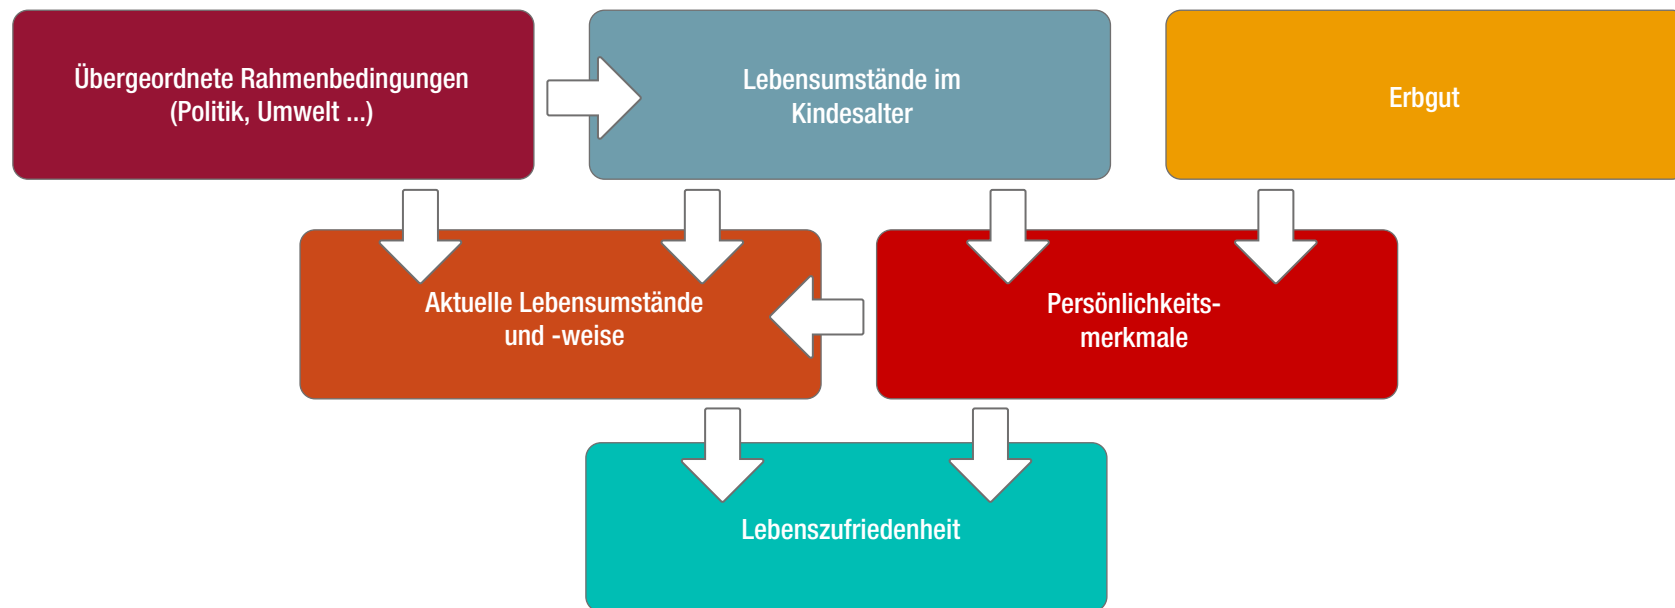 Übergeordnete Rahmenbedingungen
(Politik, Umwelt ...)
Lebensumstände im
Kindesalter
Erbgut
Aktuelle Lebensumstände
und -weise
Persönlichkeits-
merkmale
Lebenszufriedenheit